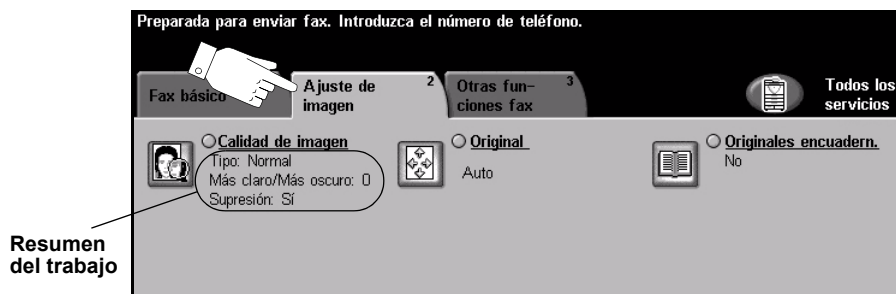 Preparada para enviar fax. Introduzca el número de teléfono.
Fax básico
Ajuste de
imagen
2
Otras fun-
ciones fax
3
Todos los
servicios
Calidad de imagen
Tipo: Normal
Más claro/Más oscuro: 0
Supresión: Sí
Original
Auto
Originales encuadern.
No
Resumen
del trabajo